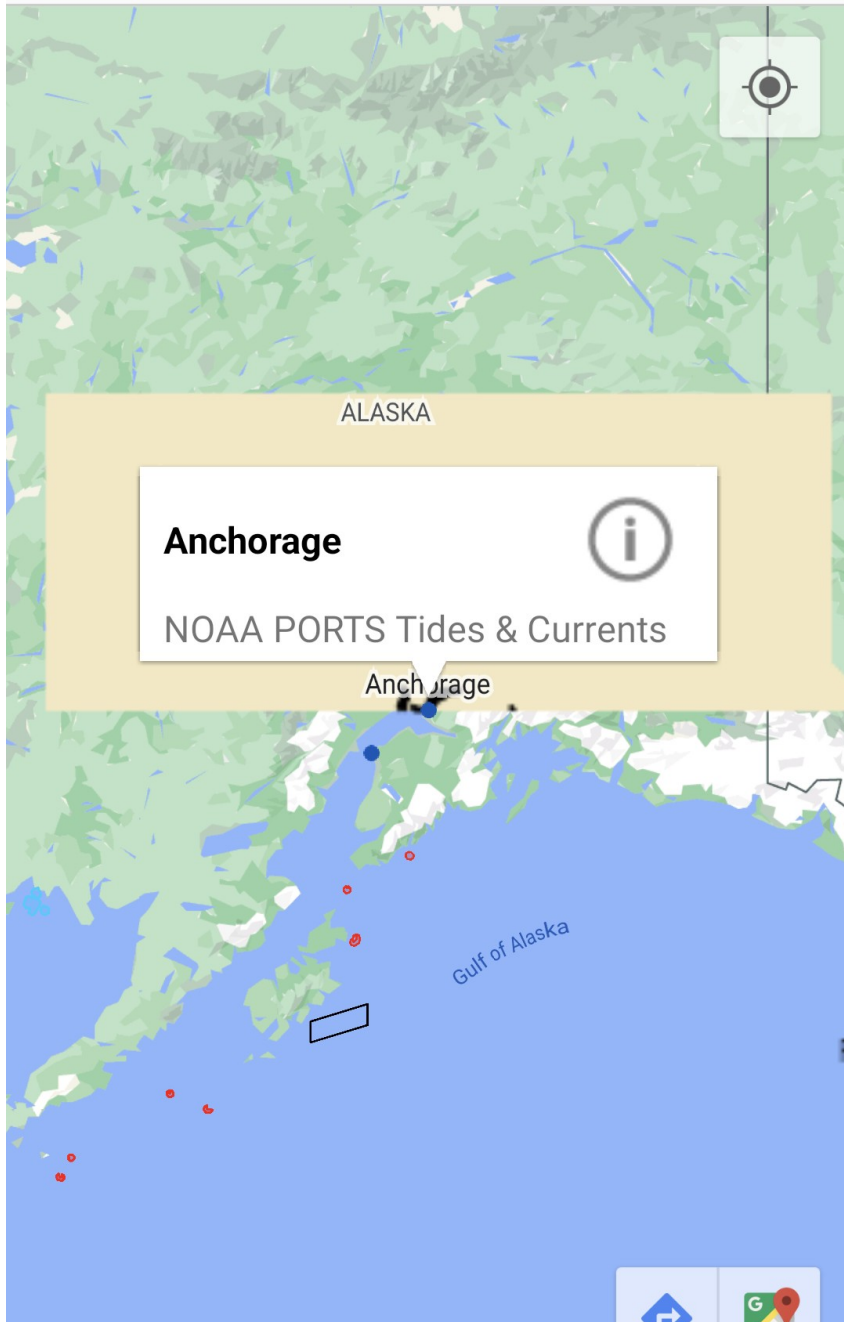 ALASKA
Anchorage
NOAA PORTS Tides & Currents
Anchorage
Gulf of Alaska
G